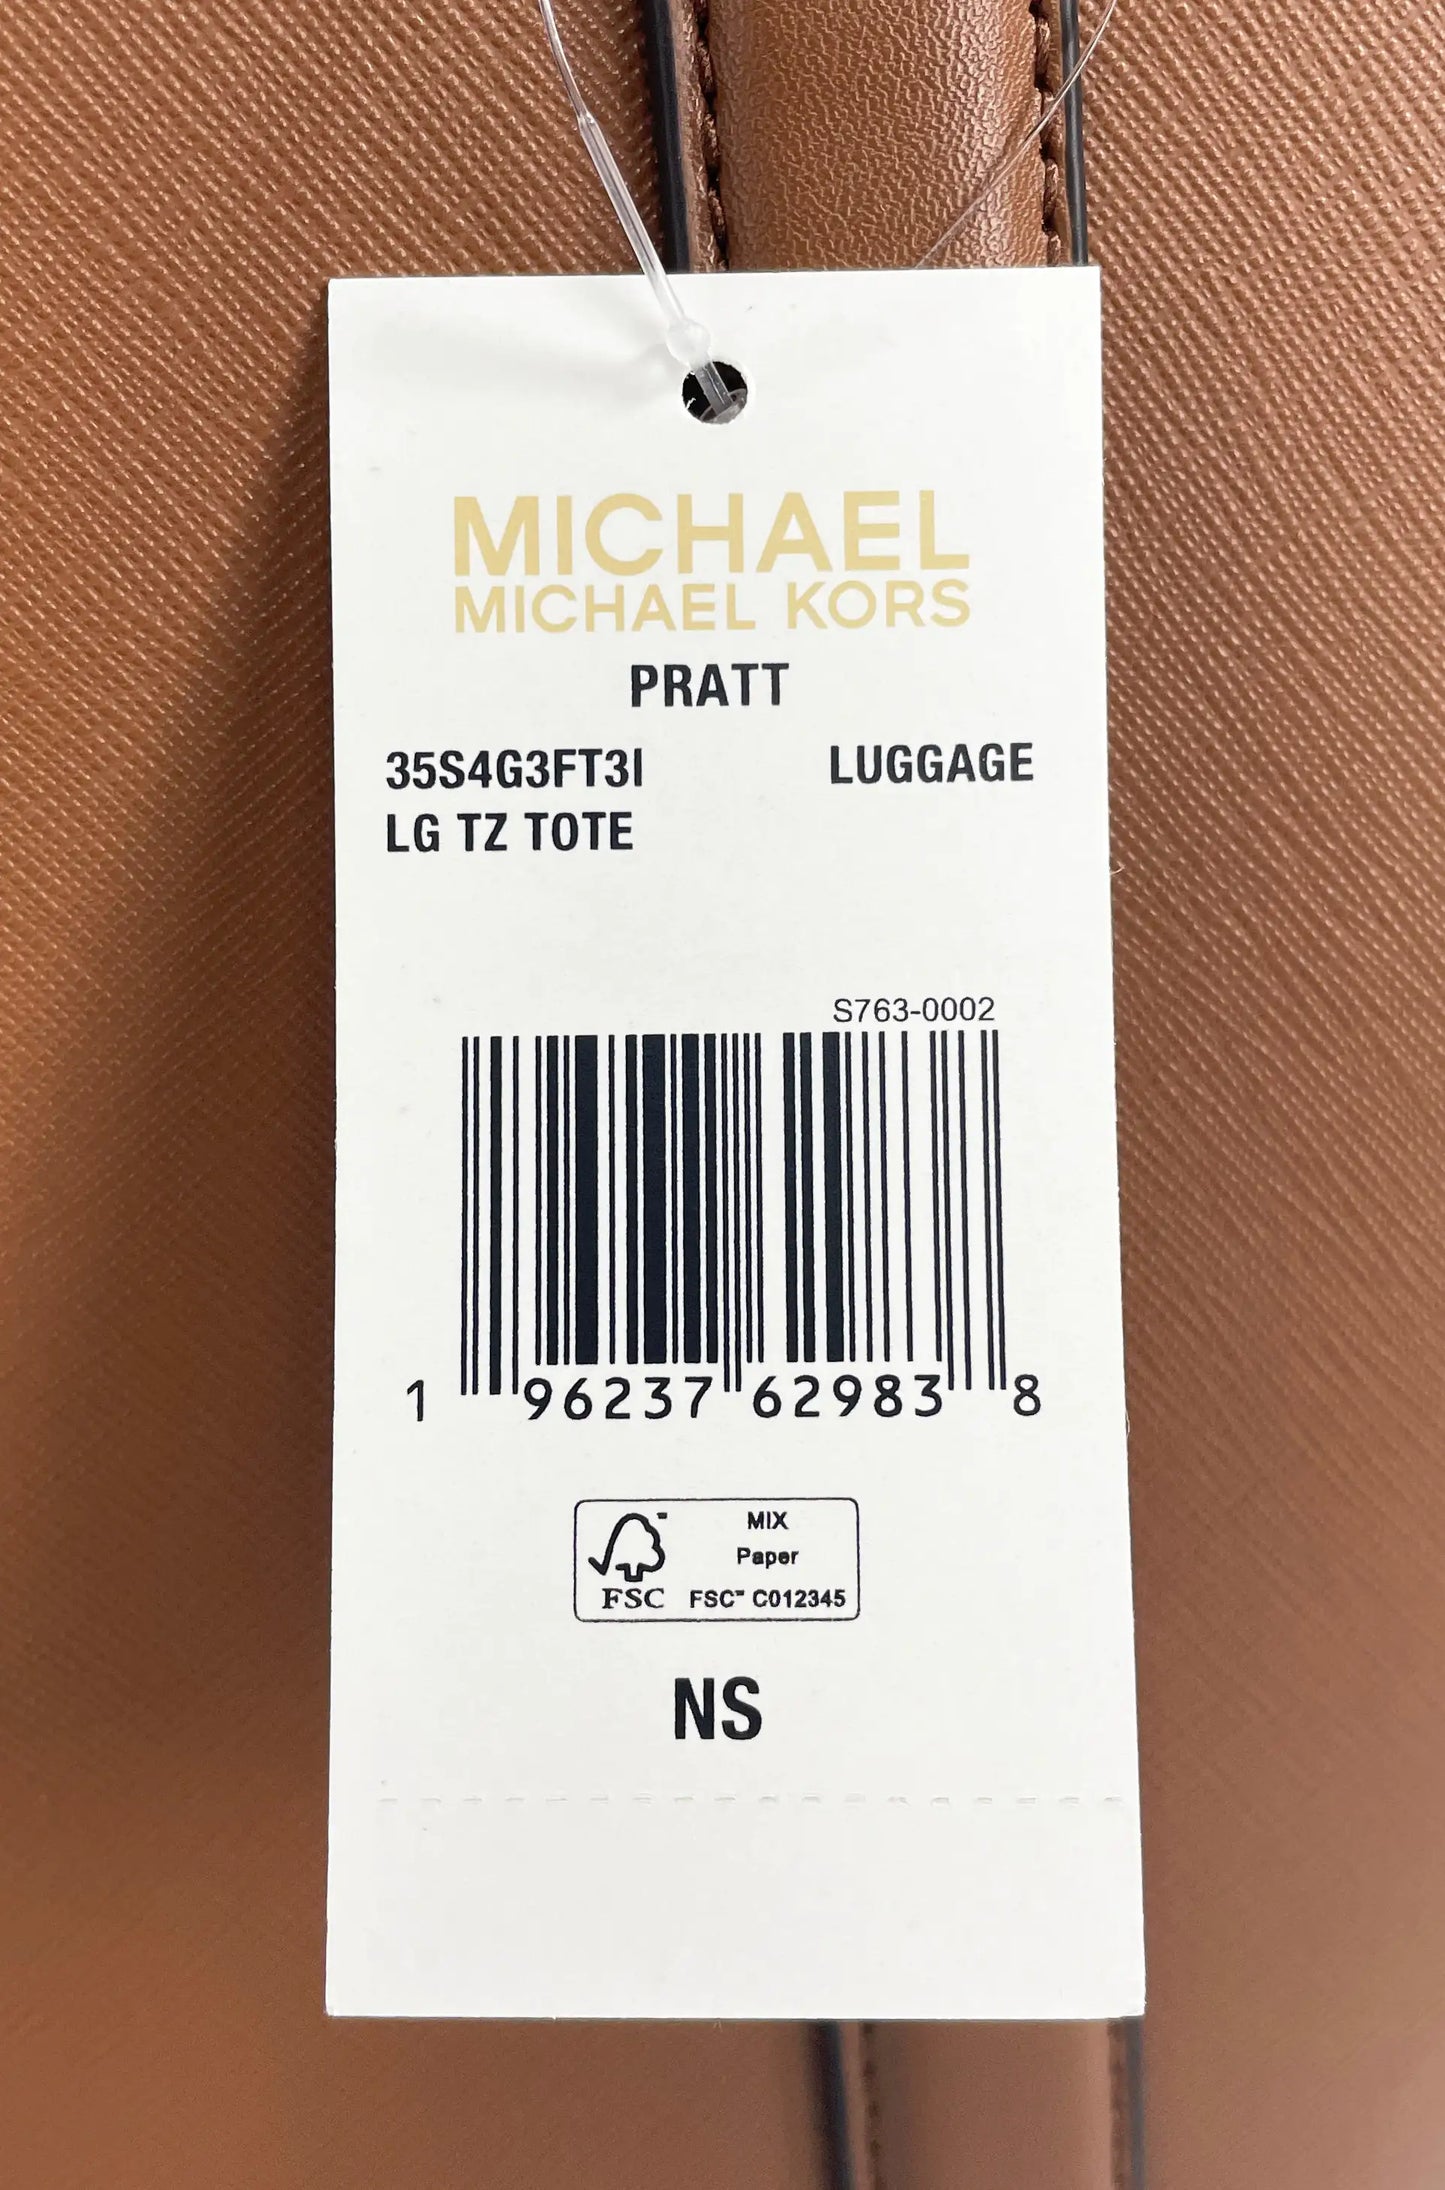 MICHAEL
MICHAEL KORS
PRATT
35S4G3FT3I LUGGAGE
LG TZ TOTE
S763-0002
1 96237 62983 8
MIX
Paper
FSC™ C012345
FSC
NS